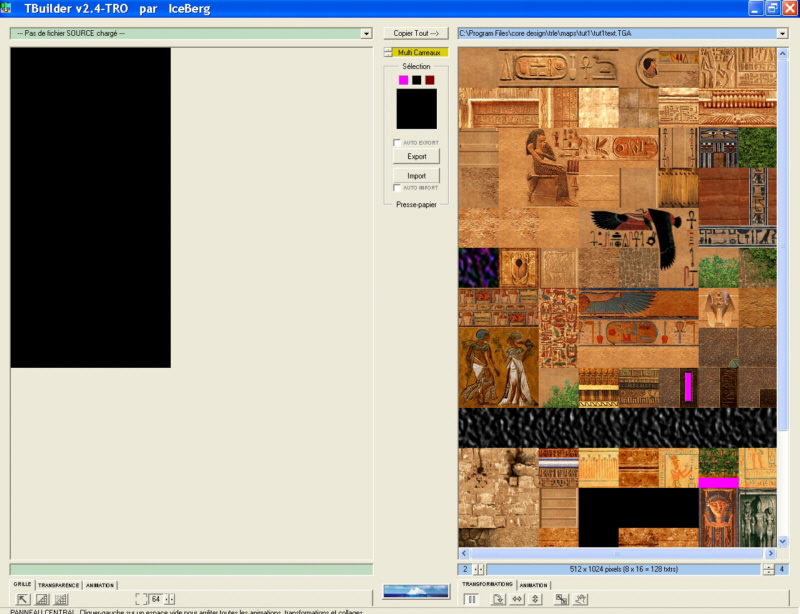 TBuilder v2.4-TRO par IceBerg
--- Pas de fichier SOURCE chargé ---
Copier Tout -->
C:\Program Files\core design\trle\maps\tut1\tut1text.TGA
Multi Carreaux
Sélection
AUTO EXPORT
Export
Import
AUTO IMPORT
Presse-papier
2
512 x 1024 pixels (8 x 16 = 128 txtrs)
4
GRILLE
TRANSPARENCE
ANIMATION
TRANSFORMATIONS
ANIMATION
64
PANNEAU CENTRAL Cliquer sur un espace vide pour arrêter toutes les animations, transformations et collages